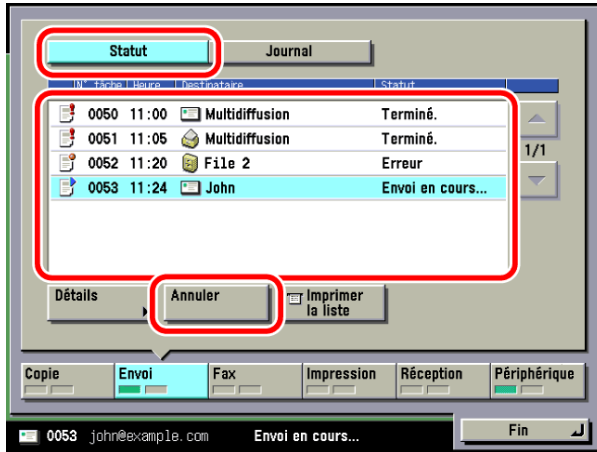 Statut Journal
N° tâche Heure Destinataire Statut
0050 11:00 Multidiffusion Terminé.
0051 11:05 Multidiffusion Terminé.
0052 11:20 File 2 Erreur
0053 11:24 John Envoi en cours...
1/1
Détails Annuler Imprimer
la liste
Copie Envoi Fax Impression Réception Périphérique
0053 john@example.com Envoi en cours... Fin